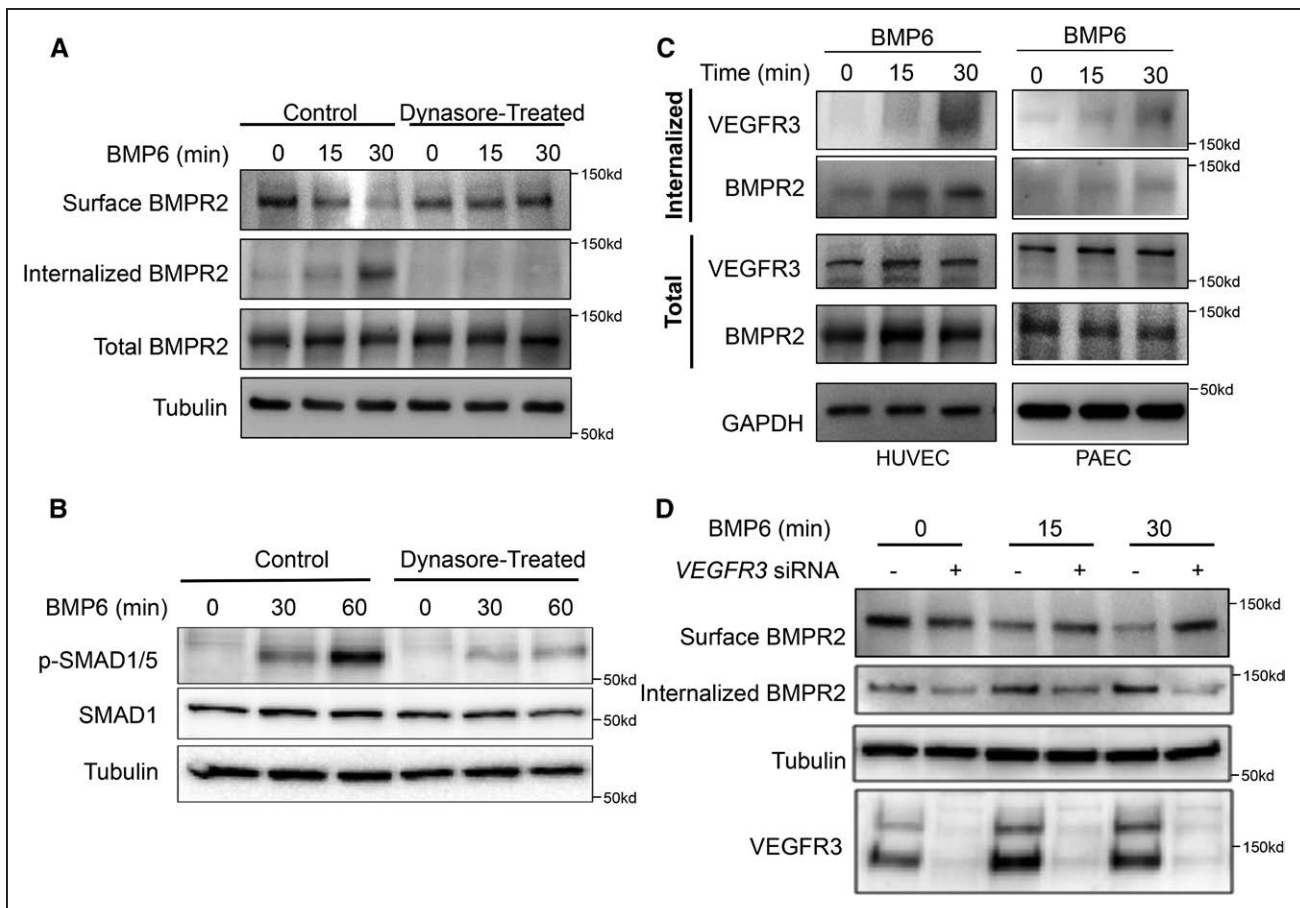 A
Control Dynasore-Treated
BMP6 (min) 0 15 30 0 15 30
150kd
Surface BMPR2
150kd
Internalized BMPR2
150kd
Total BMPR2
Tubulin
50kd
B
Control Dynasore-Treated
BMP6 (min) 0 30 60 0 30 60
p-SMAD1/5
50kd
SMAD1
50kd
Tubulin
50kd
C
BMP6 BMP6
Time (min) 0 15 30 0 15 30
Internalized
VEGFR3
150kd
150kd
BMPR2
Total
VEGFR3
150kd
150kd
BMPR2
50kd
GAPDH
HUVEC PAEC
D
BMP6 (min) 0 15 30
VEGFR3 siRNA - + - + - +
150kd
Surface BMPR2
150kd
Internalized BMPR2
Tubulin
50kd
VEGFR3
150kd